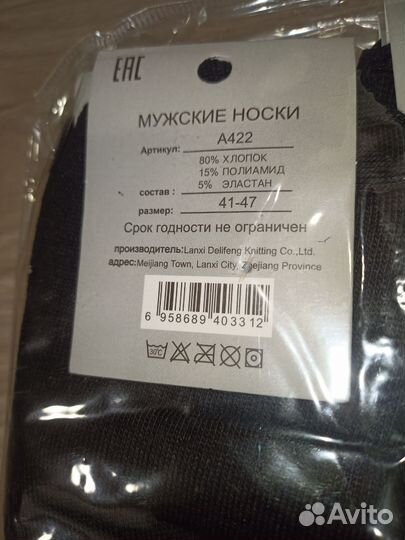 EAC
МУЖСКИЕ НОСКИ
Артикул: A422
80% ХЛОПОК
15% ПОЛИАМИД
состав : 5% ЭЛАСТАН
размер: 41-47
Срок годности не ограничен
производитель:Lanxi Delifeng Knitting Co.,Ltd.
адрес:Meijiang Town, Lanxi City, Zhejiang Province
6 958689 403312
30℃
Avito